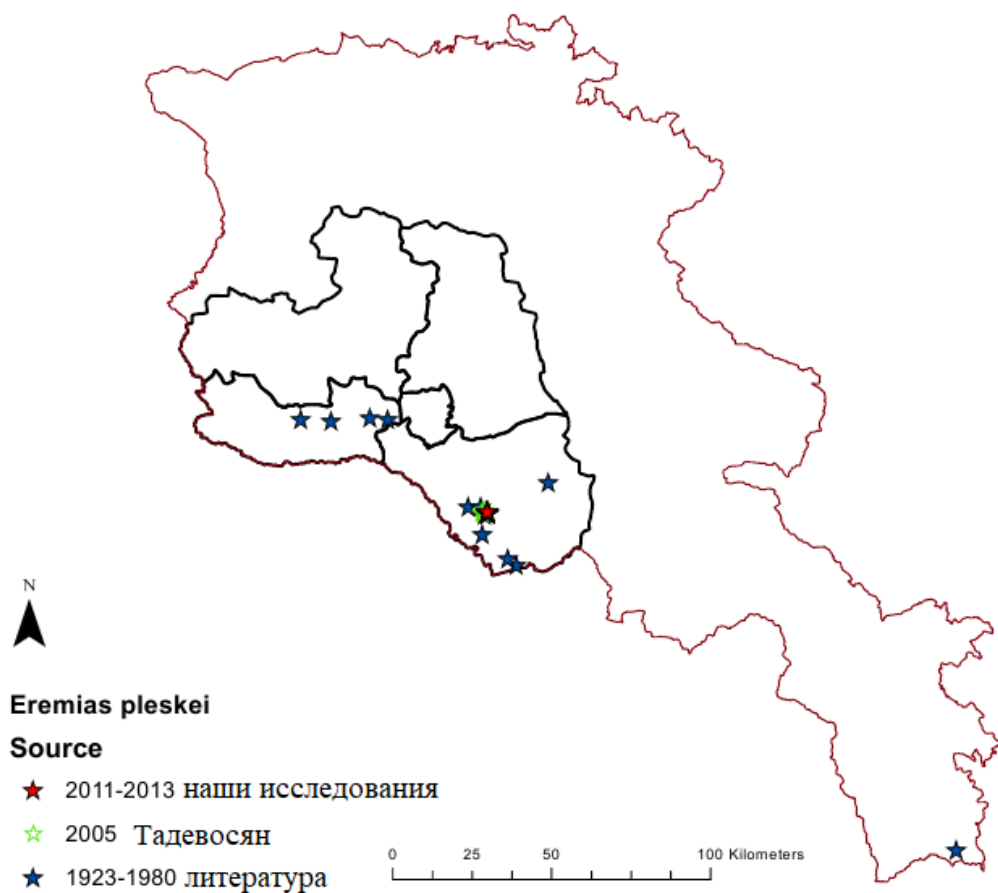 N
Eremias pleskei
Source
2011-2013 наши исследования
2005 Тадевосян
1923-1980 литература
0 25 50 100 Kilometers